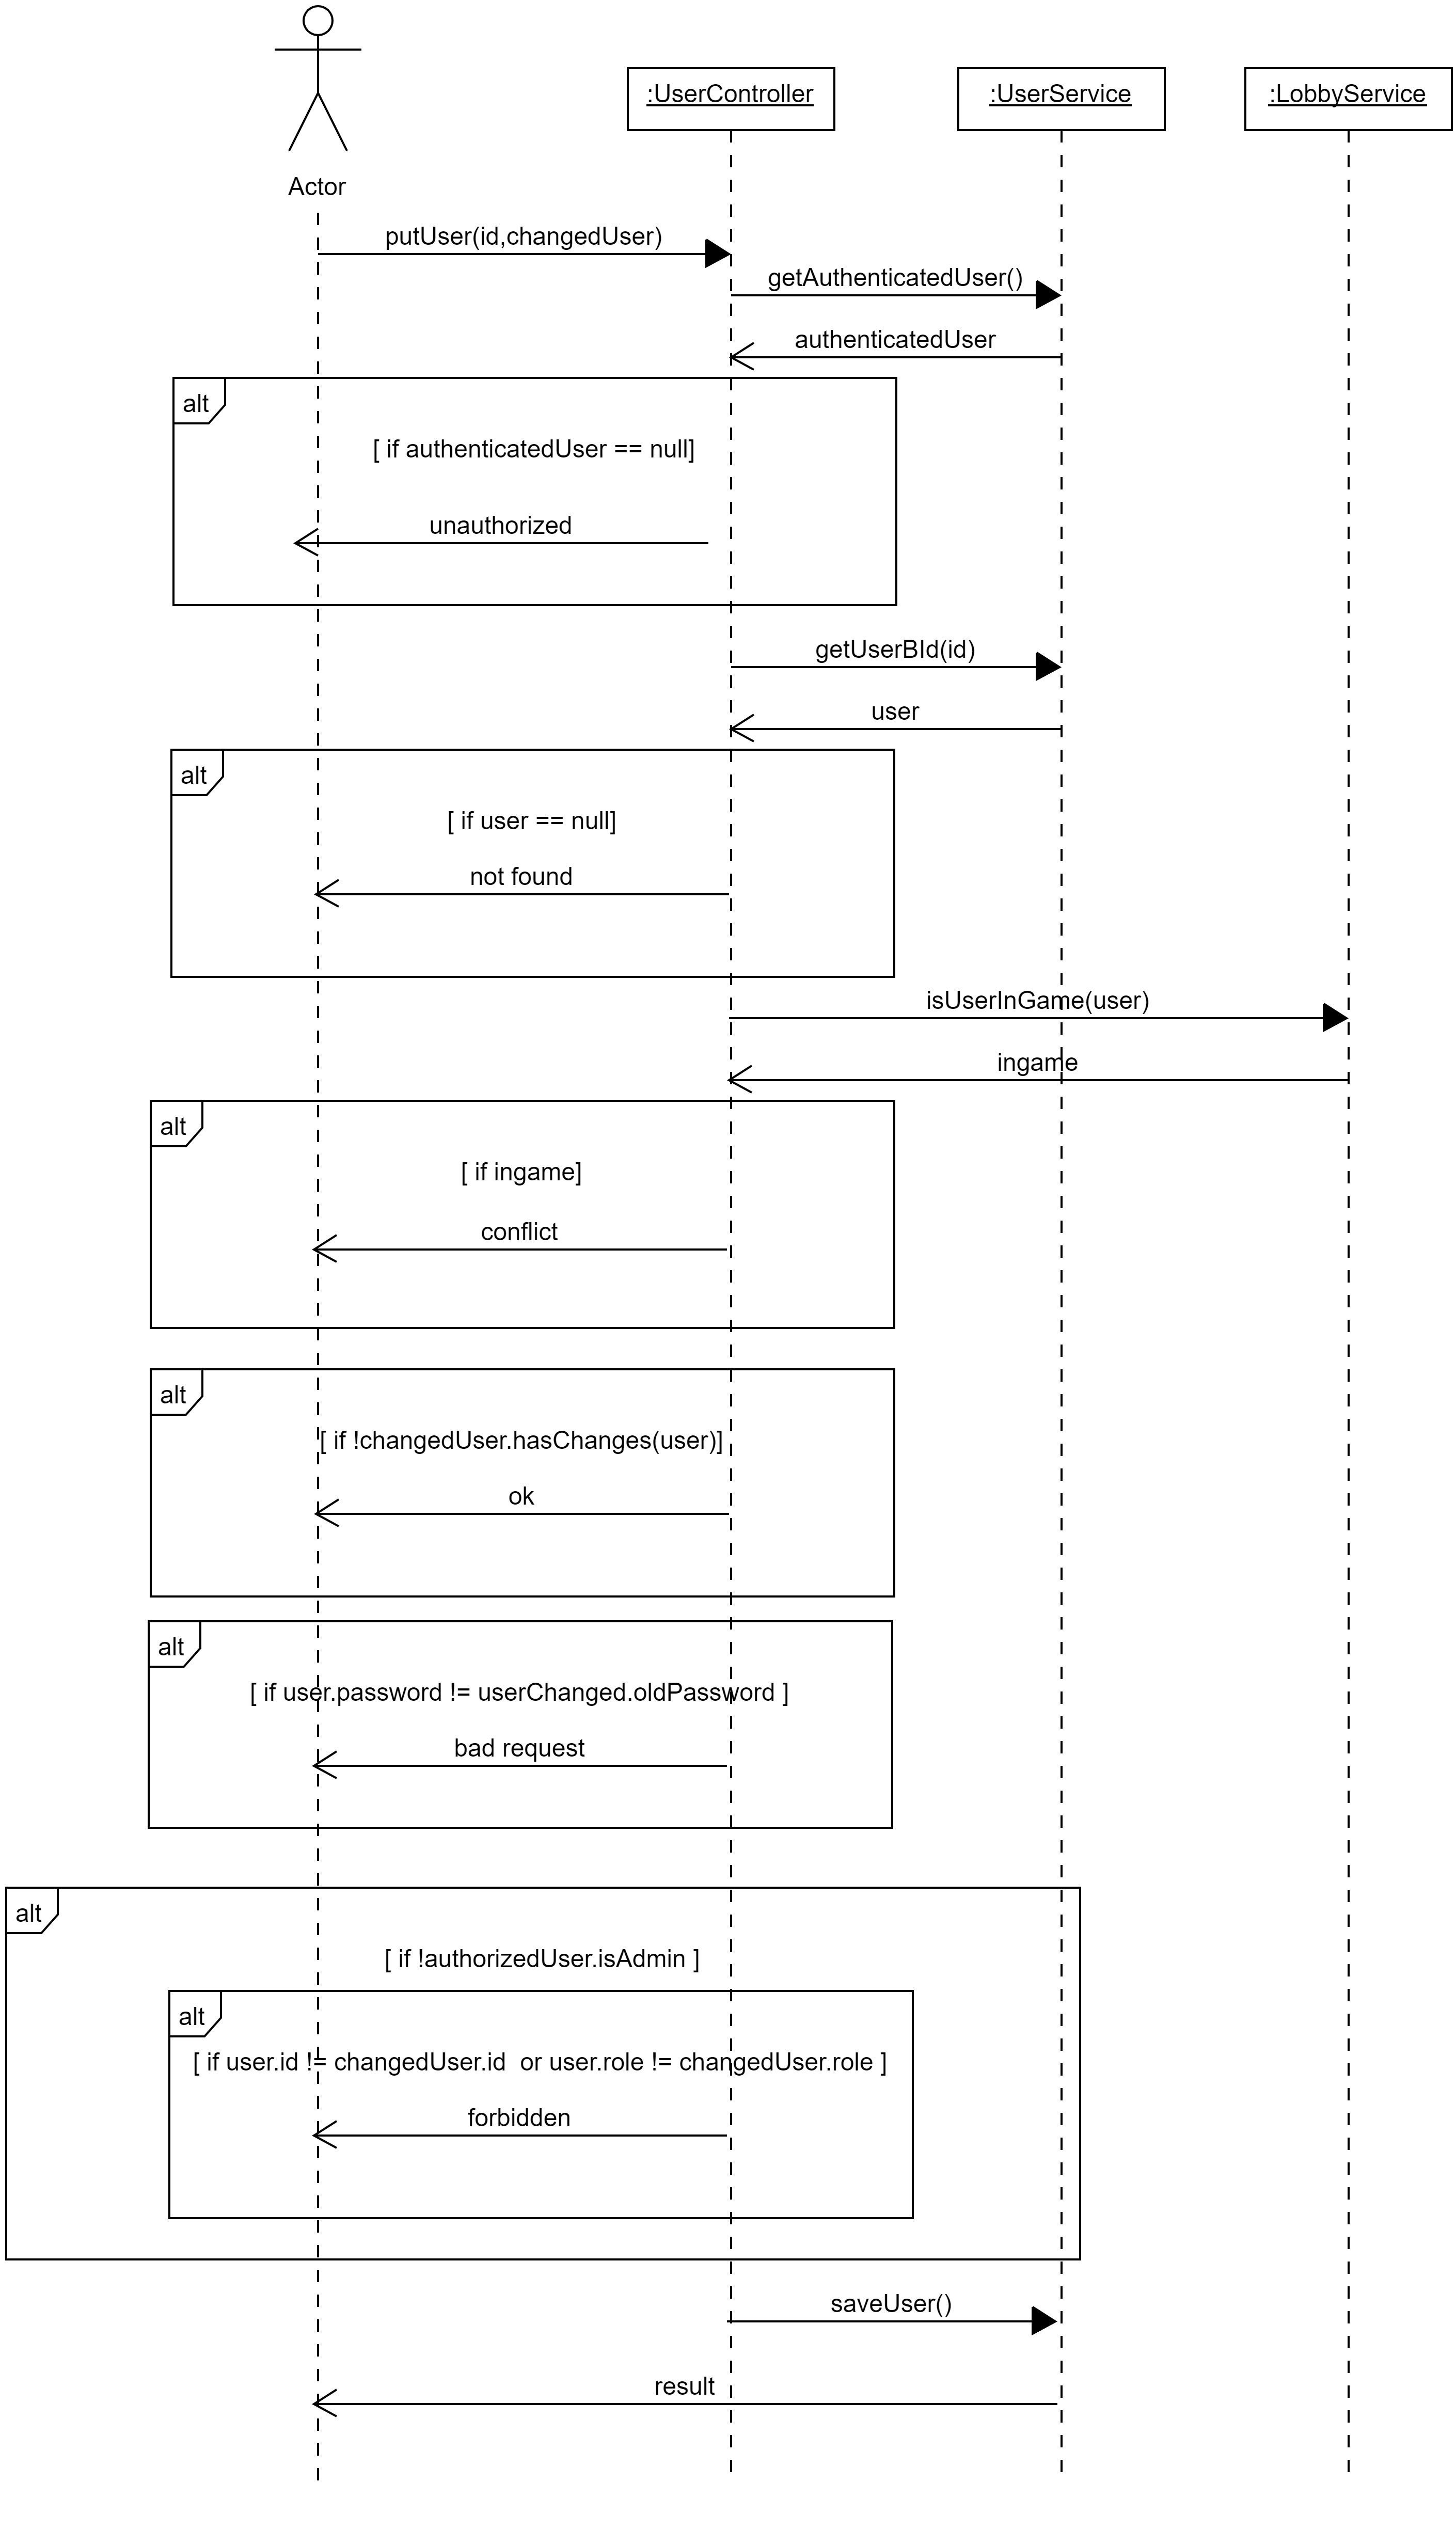 :UserController
:UserService
:LobbyService
Actor
putUser(id,changedUser)
getAuthenticatedUser()
authenticatedUser
alt
[ if authenticatedUser == null]
unauthorized
getUserBId(id)
user
alt
[ if user == null]
not found
isUserInGame(user)
ingame
alt
[ if ingame]
conflict
alt
[ if !changedUser.hasChanges(user)]
ok
alt
[ if user.password != userChanged.oldPassword ]
bad request
alt
[ if !authorizedUser.isAdmin ]
alt
[ if user.id != changedUser.id  or user.role != changedUser.role ]
forbidden
saveUser()
result